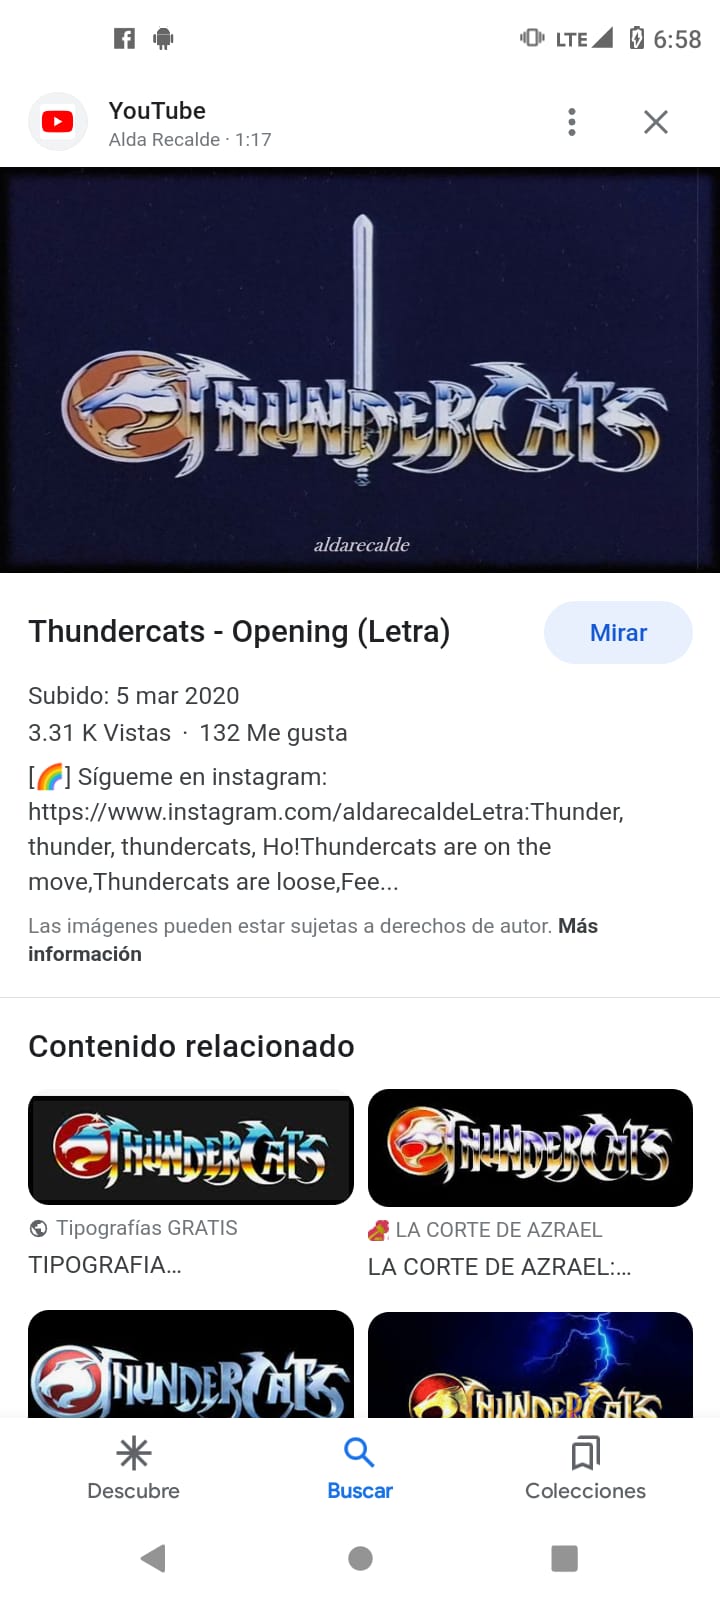 LTE 6:58
YouTube
Alda Recalde · 1:17
THUNDERCATS
aldarecalde
Thundercats - Opening (Letra)
Mirar
Subido: 5 mar 2020
3.31 K Vistas · 132 Me gusta
[🌈] Sígueme en instagram:
https://www.instagram.com/aldarecaldeLetra:Thunder,
thunder, thundercats, Ho!Thundercats are on the
move,Thundercats are loose,Fee...
Las imágenes pueden estar sujetas a derechos de autor. Más
información
Contenido relacionado
THUNDERCATS
THUNDERCATS
Tipografías GRATIS
LA CORTE DE AZRAEL
TIPOGRAFIA...
LA CORTE DE AZRAEL:...
THUNDERCATS
THUNDERCATS
Descubre
Buscar
Colecciones